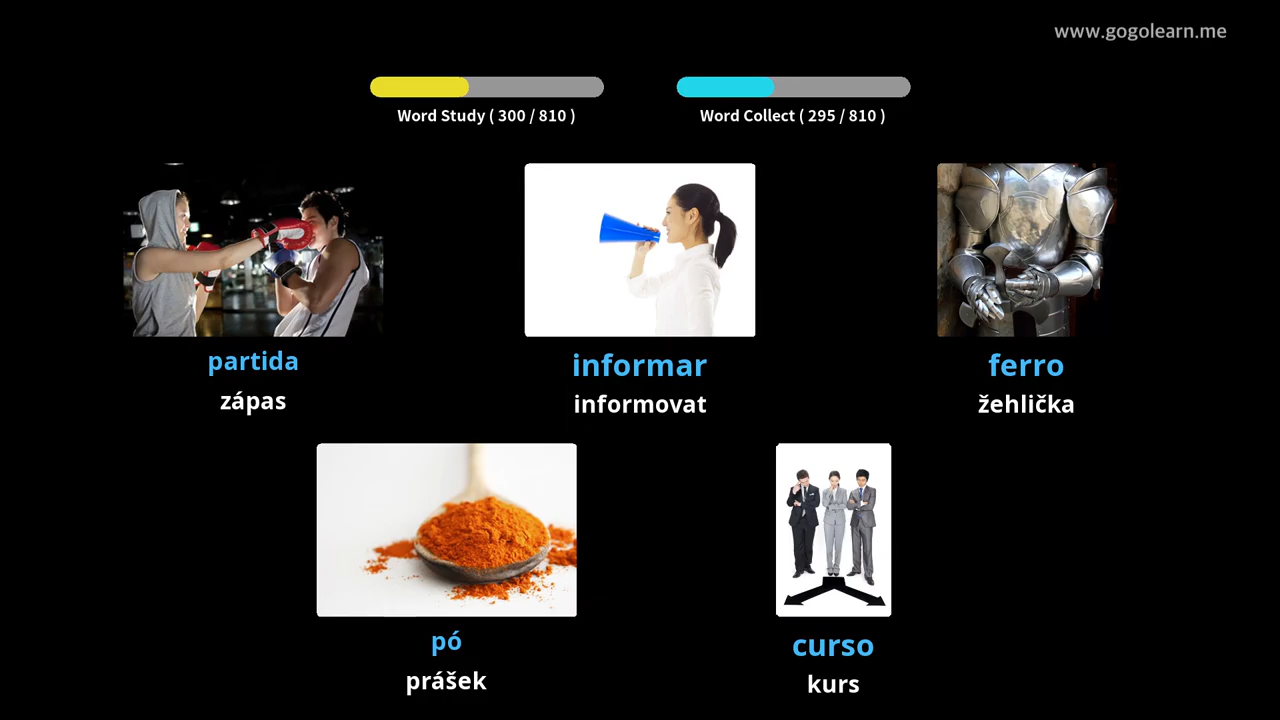 www.gogolearn.me
Word Study ( 300 / 810 )
Word Collect ( 295 / 810 )
partida
zápas
informar
informovat
ferro
žehlička
pó
prášek
curso
kurs